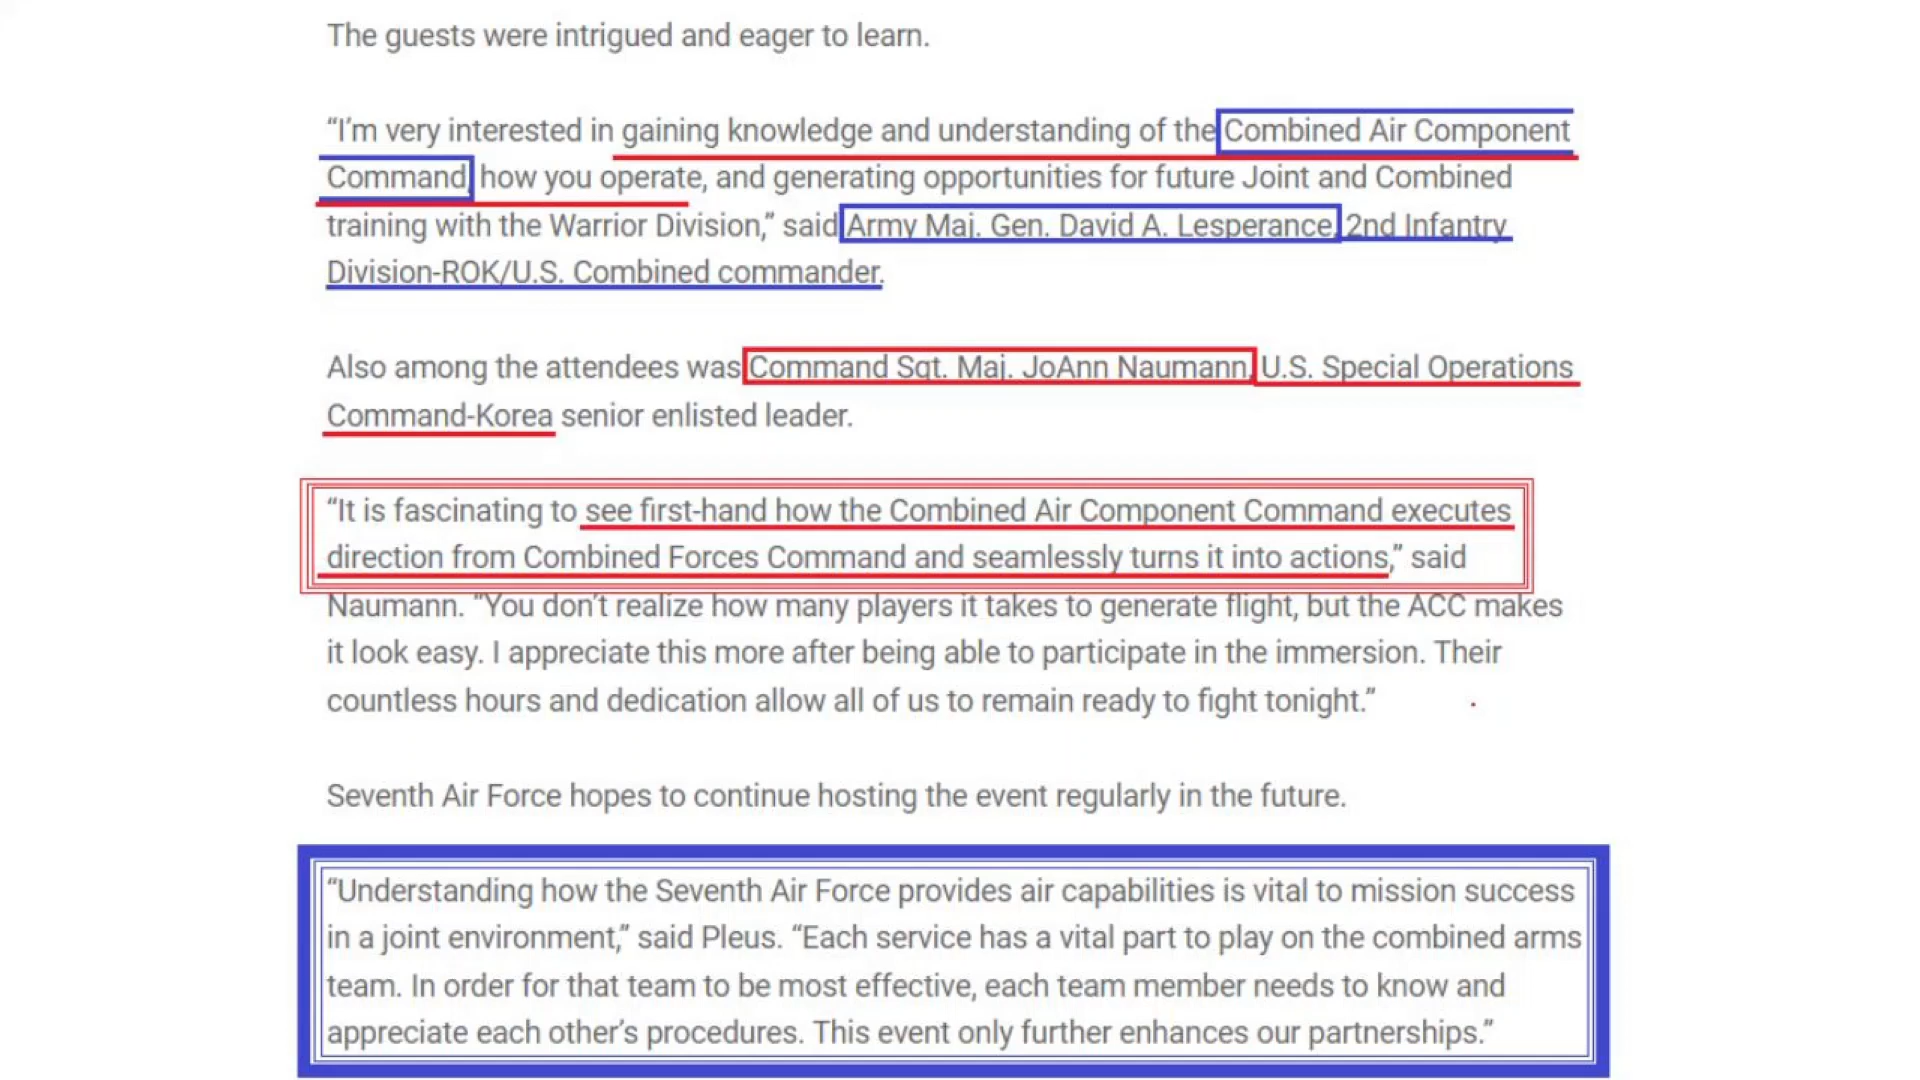 The guests were intrigued and eager to learn.
“I’m very interested in gaining knowledge and understanding of the Combined Air Component
Command, how you operate, and generating opportunities for future Joint and Combined
training with the Warrior Division,” said Army Maj. Gen. David A. Lesperance, 2nd Infantry
Division-ROK/U.S. Combined commander.
Also among the attendees was Command Sgt. Maj. JoAnn Naumann, U.S. Special Operations
Command-Korea senior enlisted leader.
“It is fascinating to see first-hand how the Combined Air Component Command executes
direction from Combined Forces Command and seamlessly turns it into actions,” said
Naumann. “You don’t realize how many players it takes to generate flight, but the ACC makes
it look easy. I appreciate this more after being able to participate in the immersion. Their
countless hours and dedication allow all of us to remain ready to fight tonight.”
Seventh Air Force hopes to continue hosting the event regularly in the future.
“Understanding how the Seventh Air Force provides air capabilities is vital to mission success
in a joint environment,” said Pleus. “Each service has a vital part to play on the combined arms
team. In order for that team to be most effective, each team member needs to know and
appreciate each other’s procedures. This event only further enhances our partnerships.”